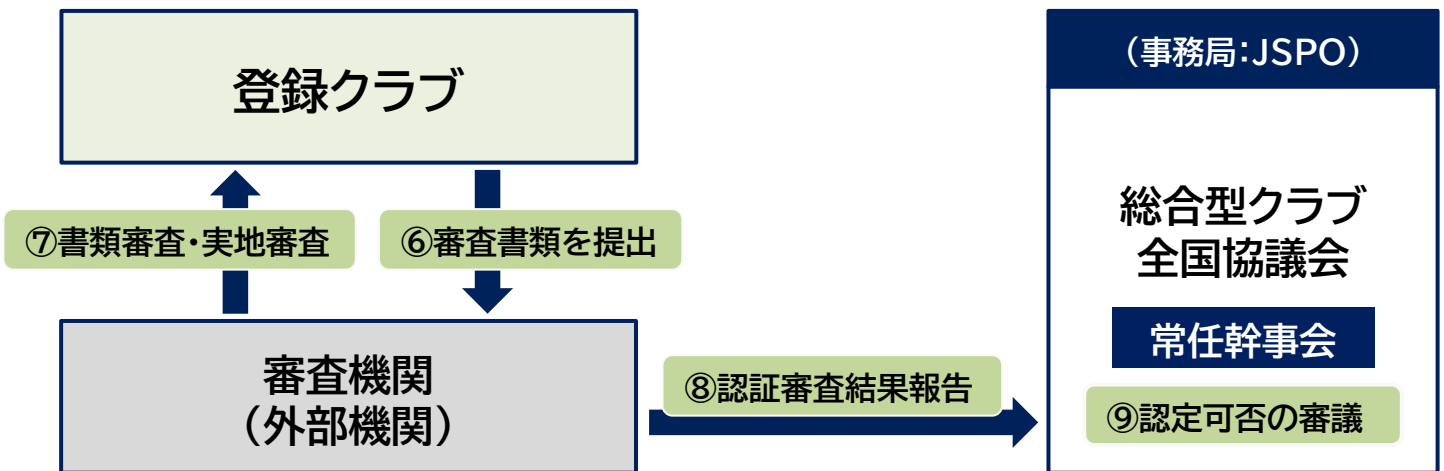 登録クラブ
⑦書類審査・実地審査
⑥審査書類を提出
審査機関
（外部機関）
⑧認証審査結果報告
（事務局：JSPO）
総合型クラブ
全国協議会
常任幹事会
⑨認定可否の審議